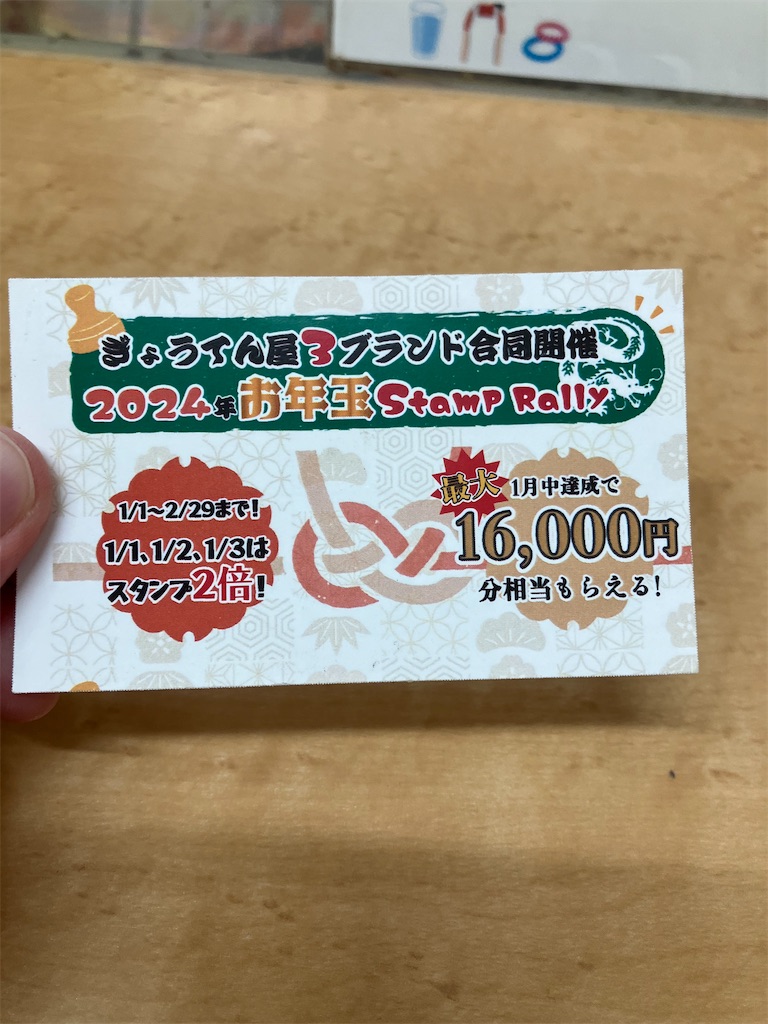 ぎょうてん屋3ブランド合同開催
2024年お年玉Stamp Rally
1/1~2/29まで!
1/1、1/2、1/3は
スタンプ2倍!
最大 1月中達成で
16,000円
分相当もらえる!